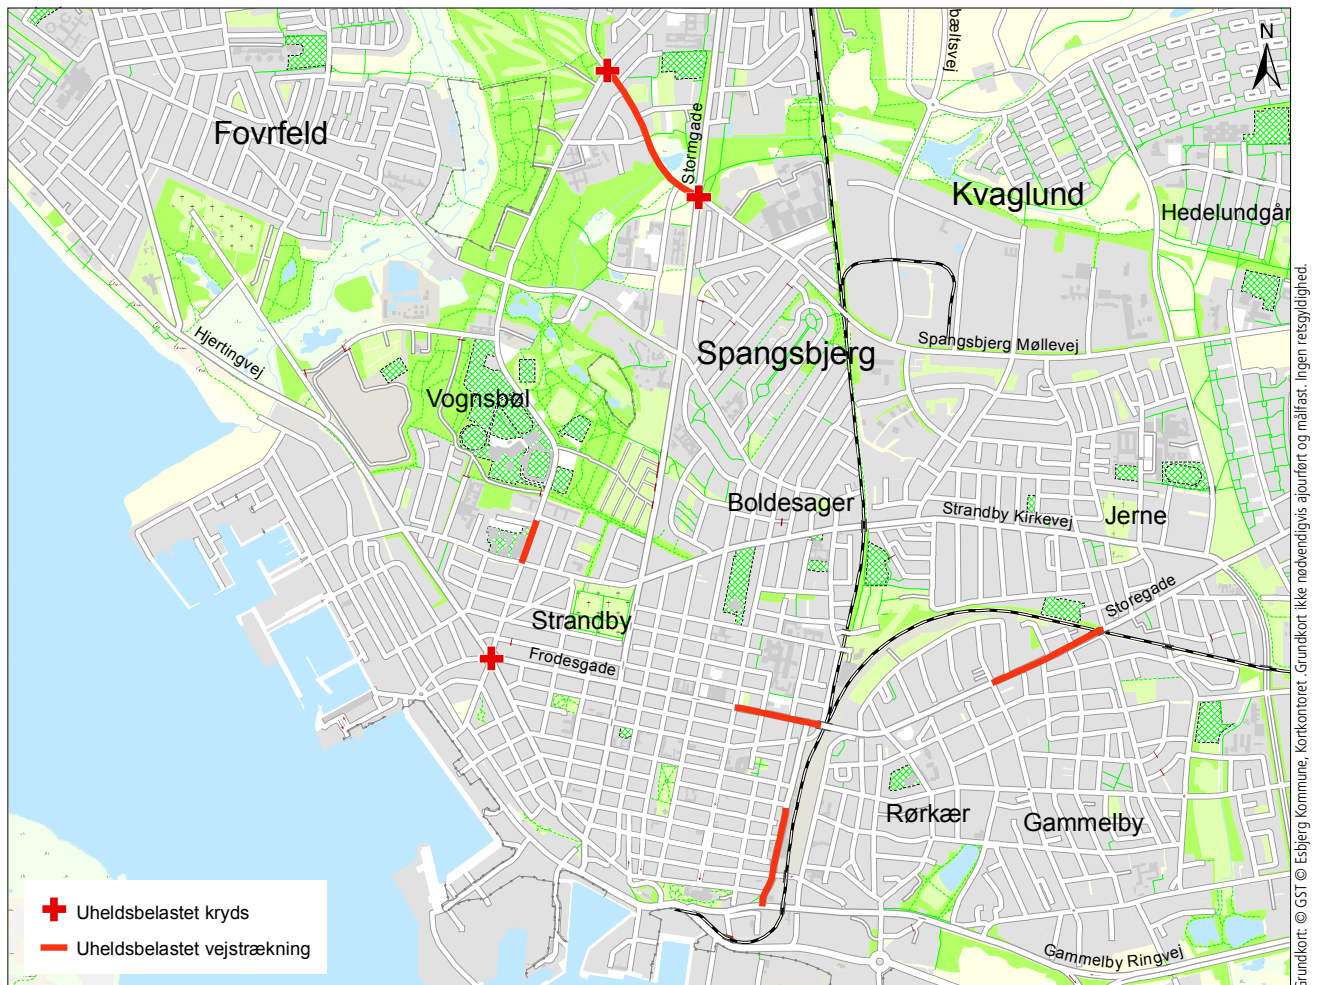 bæltsvej
N
Fovrfeld
Stormgade
Kvaglund
Hedelundgår
Hjertingvej
Spangsbjerg Møllevej
Spangsbjerg
Vognsbøl
Boldesager
Strandby Kirkevej
Jerne
Storegade
Strandby
Frodesgade
Rørkær
Gammelby
Gammelby Ringvej
Uheldsbelastet kryds
Uheldsbelastet vejstrækning
Grundkort: © GST © Esbjerg Kommune, Kortkontoret . Grundkort ikke nødvendigvis ajourført og målfast. Ingen retsgyldighed.